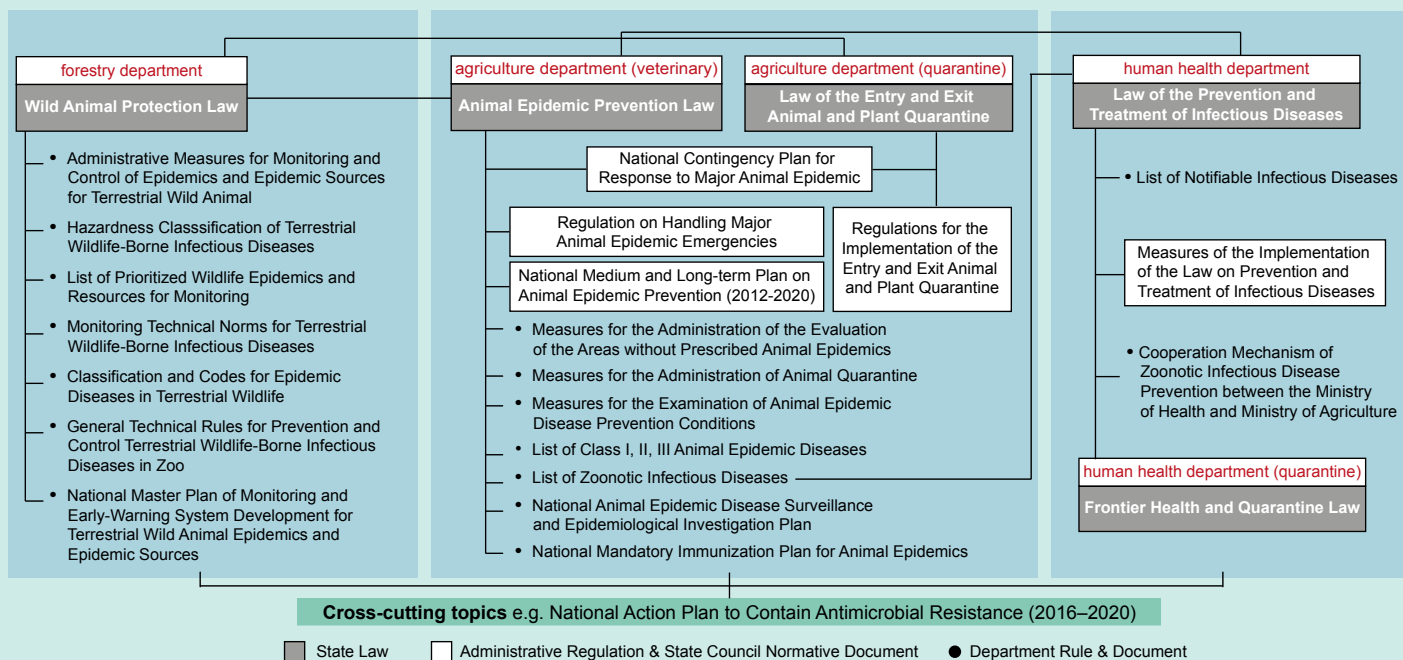 forestry department
Wild Animal Protection Law
• Administrative Measures for Monitoring and
Control of Epidemics and Epidemic Sources
for Terrestrial Wild Animal
• Hazardness Classsification of Terrestrial
Wildlife-Borne Infectious Diseases
• List of Prioritized Wildlife Epidemics and
Resources for Monitoring
• Monitoring Technical Norms for Terrestrial
Wildlife-Borne Infectious Diseases
• Classification and Codes for Epidemic
Diseases in Terrestrial Wildlife
• General Technical Rules for Prevention and
Control Terrestrial Wildlife-Borne Infectious
Diseases in Zoo
• National Master Plan of Monitoring and
Early-Warning System Development for
Terrestrial Wild Animal Epidemics and
Epidemic Sources
agriculture department (veterinary)
Animal Epidemic Prevention Law
agriculture department (quarantine)
Law of the Entry and Exit
Animal and Plant Quarantine
National Contingency Plan for
Response to Major Animal Epidemic
Regulation on Handling Major
Animal Epidemic Emergencies
National Medium and Long-term Plan on
Animal Epidemic Prevention (2012-2020)
Regulations for the
Implementation of the
Entry and Exit Animal
and Plant Quarantine
• Measures for the Administration of the Evaluation
of the Areas without Prescribed Animal Epidemics
• Measures for the Administration of Animal Quarantine
• Measures for the Examination of Animal Epidemic
Disease Prevention Conditions
• List of Class I, II, III Animal Epidemic Diseases
• List of Zoonotic Infectious Diseases
• National Animal Epidemic Disease Surveillance
and Epidemiological Investigation Plan
• National Mandatory Immunization Plan for Animal Epidemics
human health department
Law of the Prevention and
Treatment of Infectious Diseases
• List of Notifiable Infectious Diseases
Measures of the Implementation
of the Law on Prevention and
Treatment of Infectious Diseases
• Cooperation Mechanism of
Zoonotic Infectious Disease
Prevention between the Ministry
of Health and Ministry of Agriculture
human health department (quarantine)
Frontier Health and Quarantine Law
Cross-cutting topics e.g. National Action Plan to Contain Antimicrobial Resistance (2016–2020)
State Law
Administrative Regulation & State Council Normative Document
● Department Rule & Document